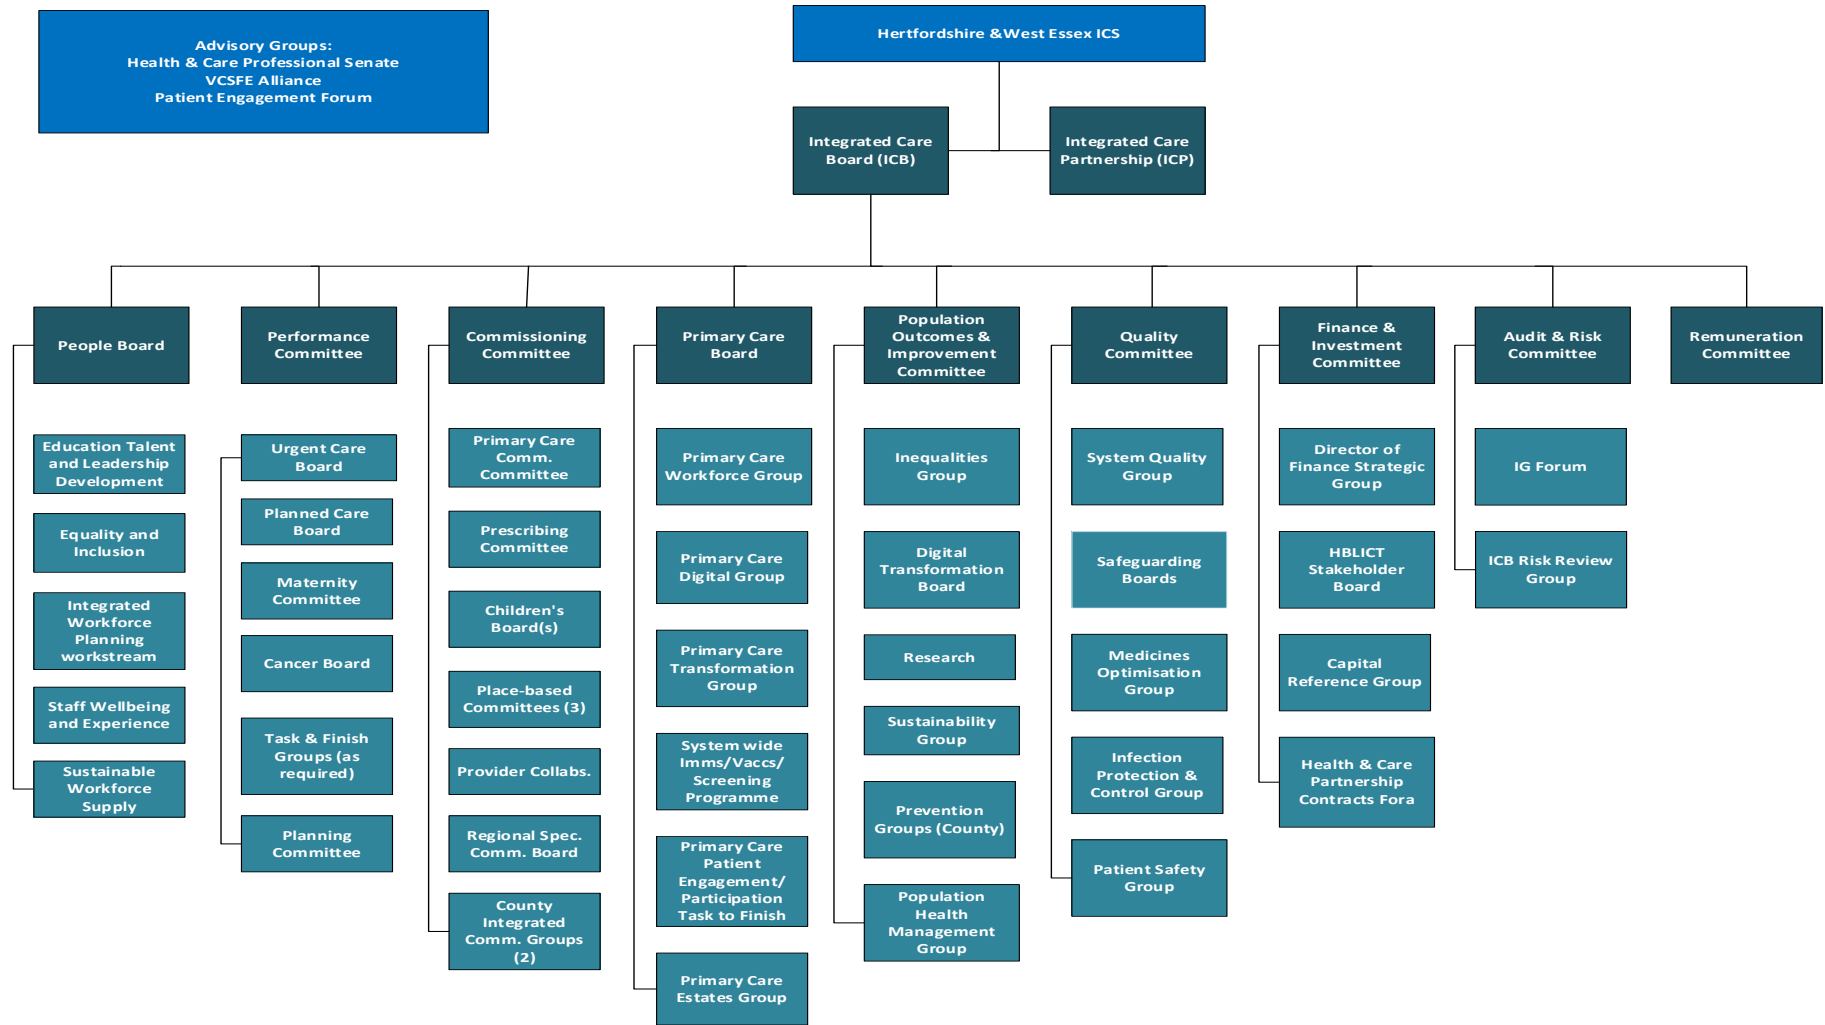 Advisory Groups:
Health & Care Professional Senate
VCSFE Alliance
Patient Engagement Forum
Hertfordshire &West Essex ICS
Integrated Care
Board (ICB)
Integrated Care
Partnership (ICP)
People Board
Performance
Committee
Commissioning
Committee
Primary Care
Board
Population
Outcomes &
Improvement
Committee
Quality
Committee
Finance &
Investment
Committee
Audit & Risk
Committee
Remuneration
Committee
Education Talent
and Leadership
Development
Equality and
Inclusion
Integrated
Workforce
Planning
workstream
Staff Wellbeing
and Experience
Sustainable
Workforce
Supply
Urgent Care
Board
Planned Care
Board
Maternity
Committee
Cancer Board
Task & Finish
Groups (as
required)
Planning
Committee
Primary Care
Comm.
Committee
Prescribing
Committee
Children's
Board(s)
Place-based
Committees (3)
Provider Collabs.
Regional Spec.
Comm. Board
County
Integrated
Comm. Groups
(2)
Primary Care
Workforce Group
Primary Care
Digital Group
Primary Care
Transformation
Group
System wide
Imms/Vaccs/
Screening
Programme
Primary Care
Patient
Engagement/
Participation
Task to Finish
Primary Care
Estates Group
Inequalities
Group
Digital
Transformation
Board
Research
Sustainability
Group
Prevention
Groups (County)
Population
Health
Management
Group
System Quality
Group
Safeguarding
Boards
Medicines
Optimisation
Group
Infection
Protection &
Control Group
Patient Safety
Group
Director of
Finance Strategic
Group
HBLICT
Stakeholder
Board
Capital
Reference Group
Health & Care
Partnership
Contracts Fora
IG Forum
ICB Risk Review
Group